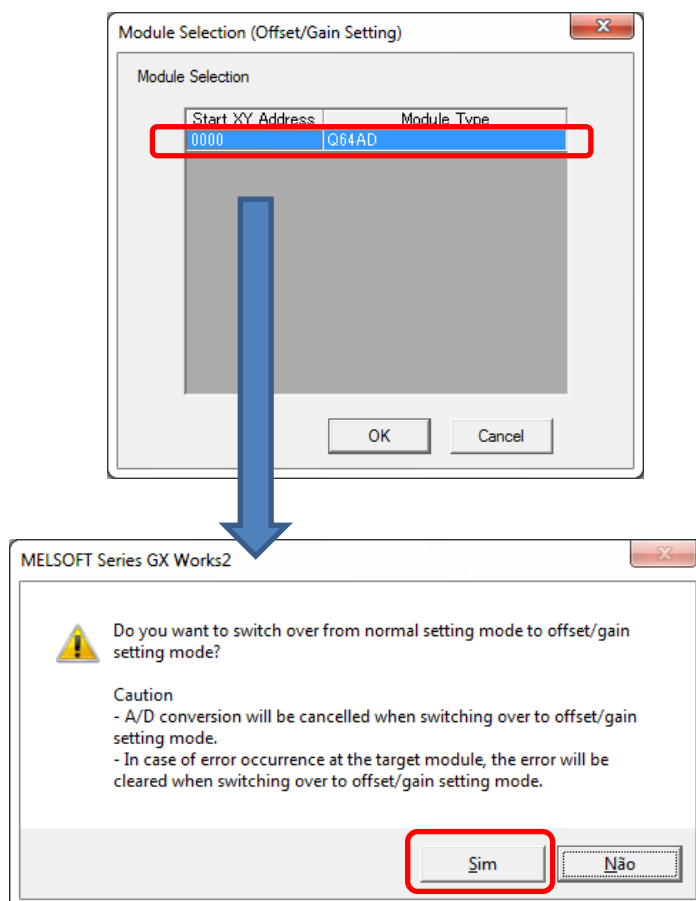 Module Selection (Offset/Gain Setting)
Module Selection
Start XY Address Module Type
0000 Q64AD
OK Cancel
MELSOFT Series GX Works2
Do you want to switch over from normal setting mode to offset/gain
setting mode?
Caution
- A/D conversion will be cancelled when switching over to offset/gain
setting mode.
- In case of error occurrence at the target module, the error will be
cleared when switching over to offset/gain setting mode.
Sim Não